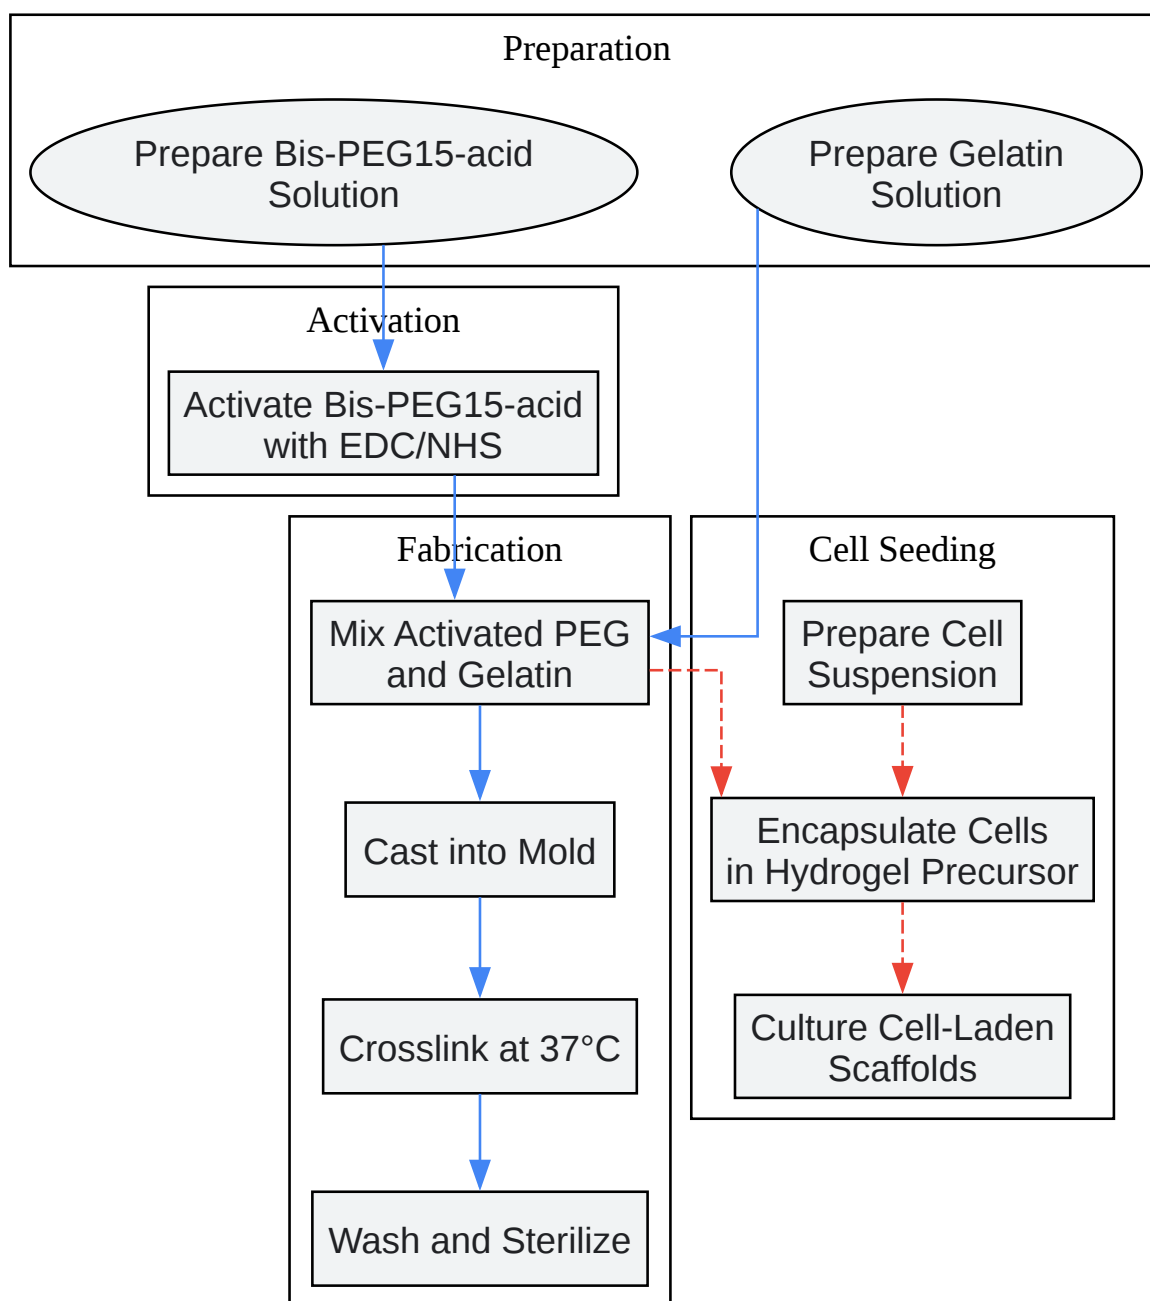 Preparation
Prepare Bis-PEG15-acid
Solution
Prepare Gelatin
Solution
Activation
Activate Bis-PEG15-acid
with EDC/NHS
Fabrication
Mix Activated PEG
and Gelatin
Cast into Mold
Crosslink at 37°C
Wash and Sterilize
Cell Seeding
Prepare Cell
Suspension
Encapsulate Cells
in Hydrogel Precursor
Culture Cell-Laden
Scaffolds